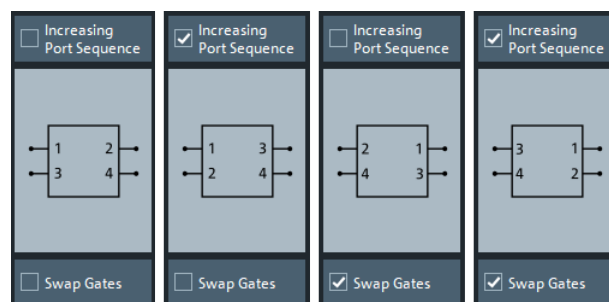 Increasing
Port Sequence
1 2
3 4
Swap Gates
Increasing
Port Sequence
1 3
2 4
Swap Gates
Increasing
Port Sequence
2 1
4 3
Swap Gates
Increasing
Port Sequence
3 1
4 2
Swap Gates